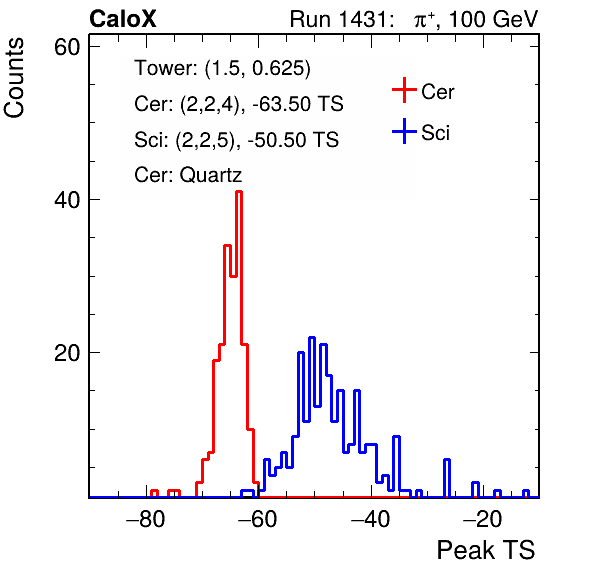 CaloX Run 1431: π⁺, 100 GeV
Counts
60
40
20
Tower: (1.5, 0.625)
Cer: (2,2,4), -63.50 TS
Sci: (2,2,5), -50.50 TS
Cer: Quartz
Cer
Sci
−80 −60 −40 −20
Peak TS